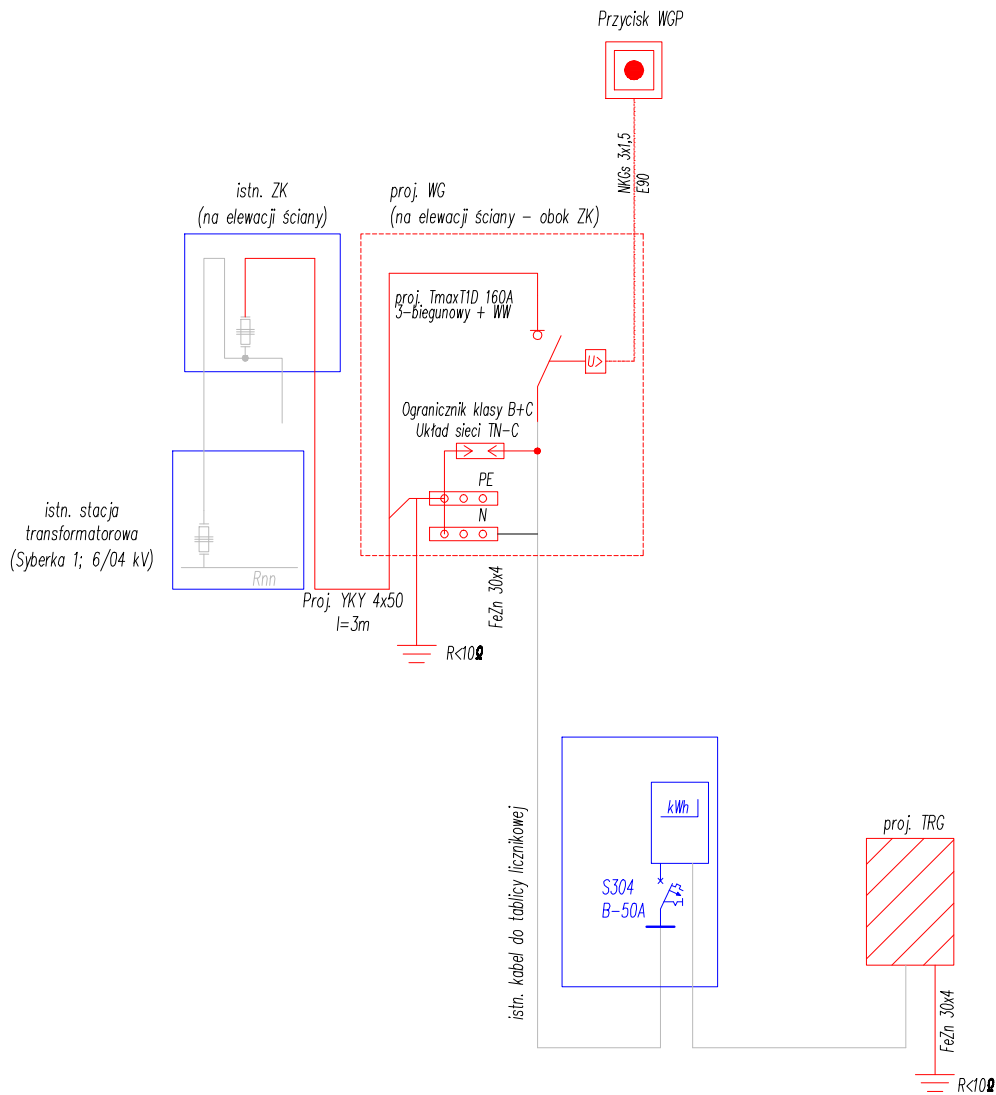 Przycisk WGP
NKGs 3x1,5
E90
istn. ZK
(na elewacji ściany)
proj. WG
(na elewacji ściany – obok ZK)
proj. TmaxT1D 160A
3-biegunowy + WW
U>
Ogranicznik klasy B+C
Układ sieci TN-C
PE
N
istn. stacja
transformatorowa
(Syberka 1; 6/04 kV)
Rnn
Proj. YKY 4x50
l=3m
FeZn 30x4
R<10Ω
istn. kabel do tablicy licznikowej
kWh
S304
B-50A
proj. TRG
FeZn 30x4
R<10Ω